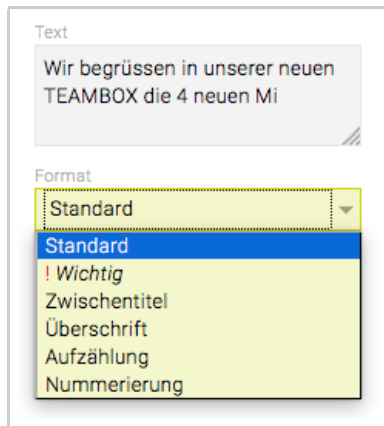 Text
Wir begrüssen in unserer neuen
TEAMBOX die 4 neuen Mi
Format
Standard
Standard
! Wichtig
Zwischentitel
Überschrift
Aufzählung
Nummerierung